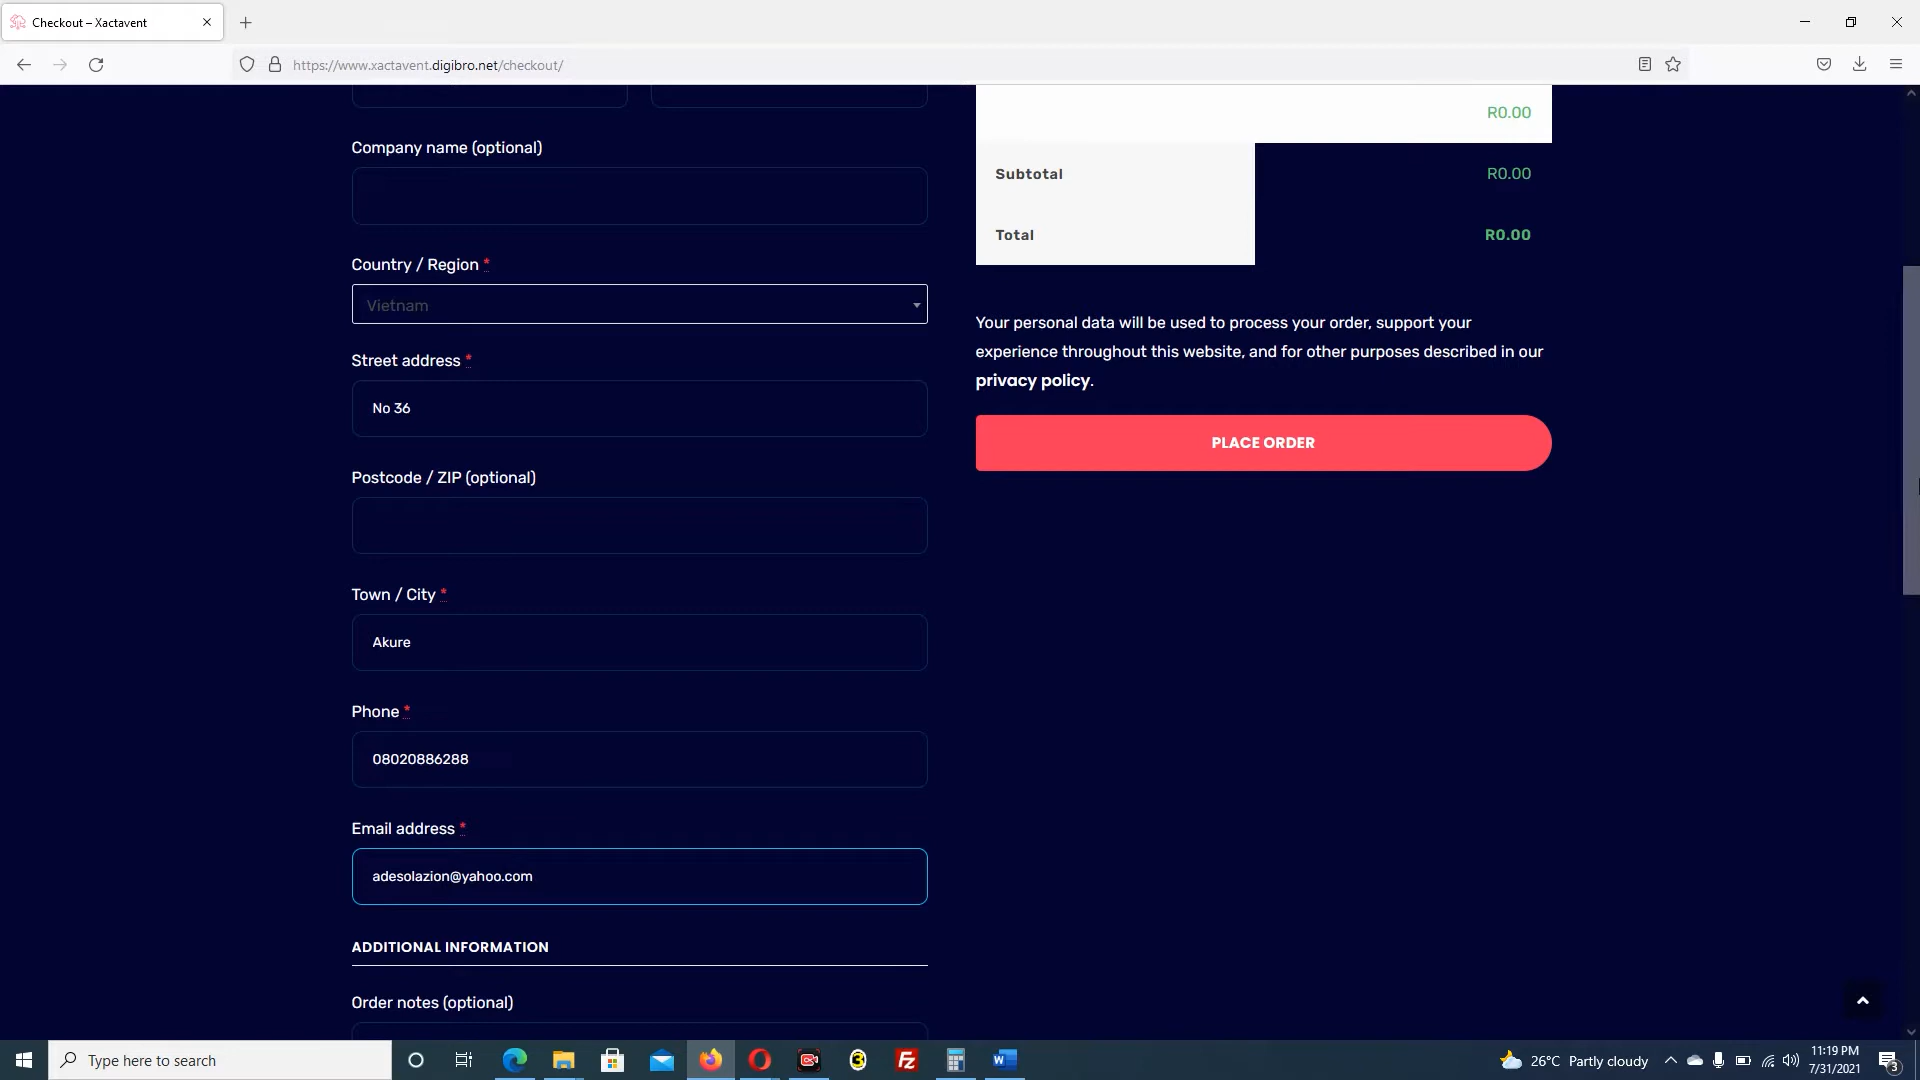 Checkout – Xactavent
https://www.xactavent.digibro.net/checkout/
Company name (optional)
Country / Region *
Vietnam
Street address *
No 36
Postcode / ZIP (optional)
Town / City *
Akure
Phone *
08020886288
Email address *
adesolazion@yahoo.com
ADDITIONAL INFORMATION
Order notes (optional)
R0.00
Subtotal R0.00
Total R0.00
Your personal data will be used to process your order, support your
experience throughout this website, and for other purposes described in our
privacy policy.
PLACE ORDER
Type here to search
26°C Partly cloudy
11:19 PM
7/31/2021
3